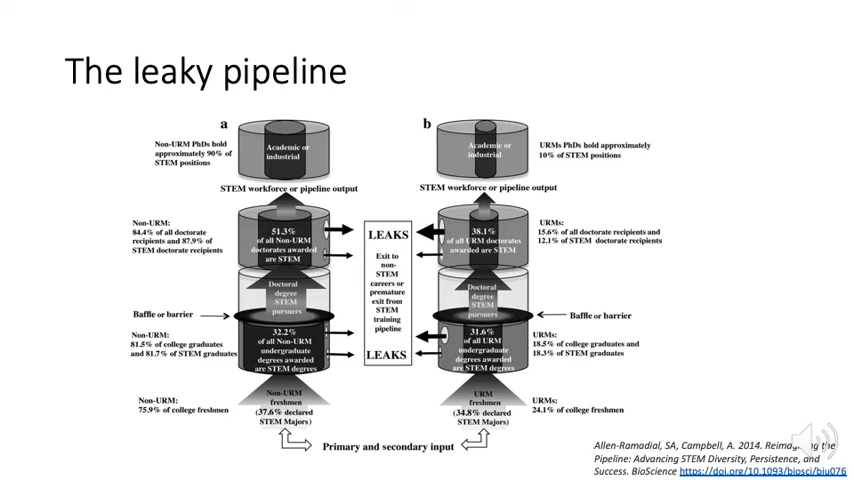 The leaky pipeline
a
Non-URM PhDs hold
approximately 90% of
STEM positions
Academic or
industrial
STEM workforce or pipeline output
Non-URM:
84.4% of all doctorate
recipients and 87.9% of
STEM doctorate recipients
51.3%
of all Non-URM
doctorates awarded
are STEM
Doctoral
degree
STEM
pursuers
Baffle or barrier
Non-URM:
81.5% of college graduates
and 81.7% of STEM graduates
32.2%
of all Non-URM
undergraduate
degrees awarded
are STEM degrees
Non-URM:
75.9% of college freshmen
Non-URM
freshmen
(37.6% declared
STEM Majors)
LEAKS
Exit to
non-
STEM
careers or
premature
exit from
STEM
training
pipeline
LEAKS
b
Academic or
industrial
URMs PhDs hold approximately
10% of STEM positions
STEM workforce or pipeline output
38.1%
of all URM doctorates
awarded are STEM
URMs:
15.6% of all doctorate recipients and
12.1% of STEM doctorate recipients
Doctoral
degree
STEM
pursuers
Baffle or barrier
31.6%
of all URM
undergraduate
degrees awarded
are STEM degrees
URMs:
18.5% of college graduates and
18.3% of STEM graduates
URM
freshmen
(34.8% declared
STEM Majors)
URMs:
24.1% of college freshmen
Primary and secondary input
Allen-Ramadial, SA, Campbell, A. 2014. Reimagining the
Pipeline: Advancing STEM Diversity, Persistence, and
Success. BioScience https://doi.org/10.1093/biosci/biu076